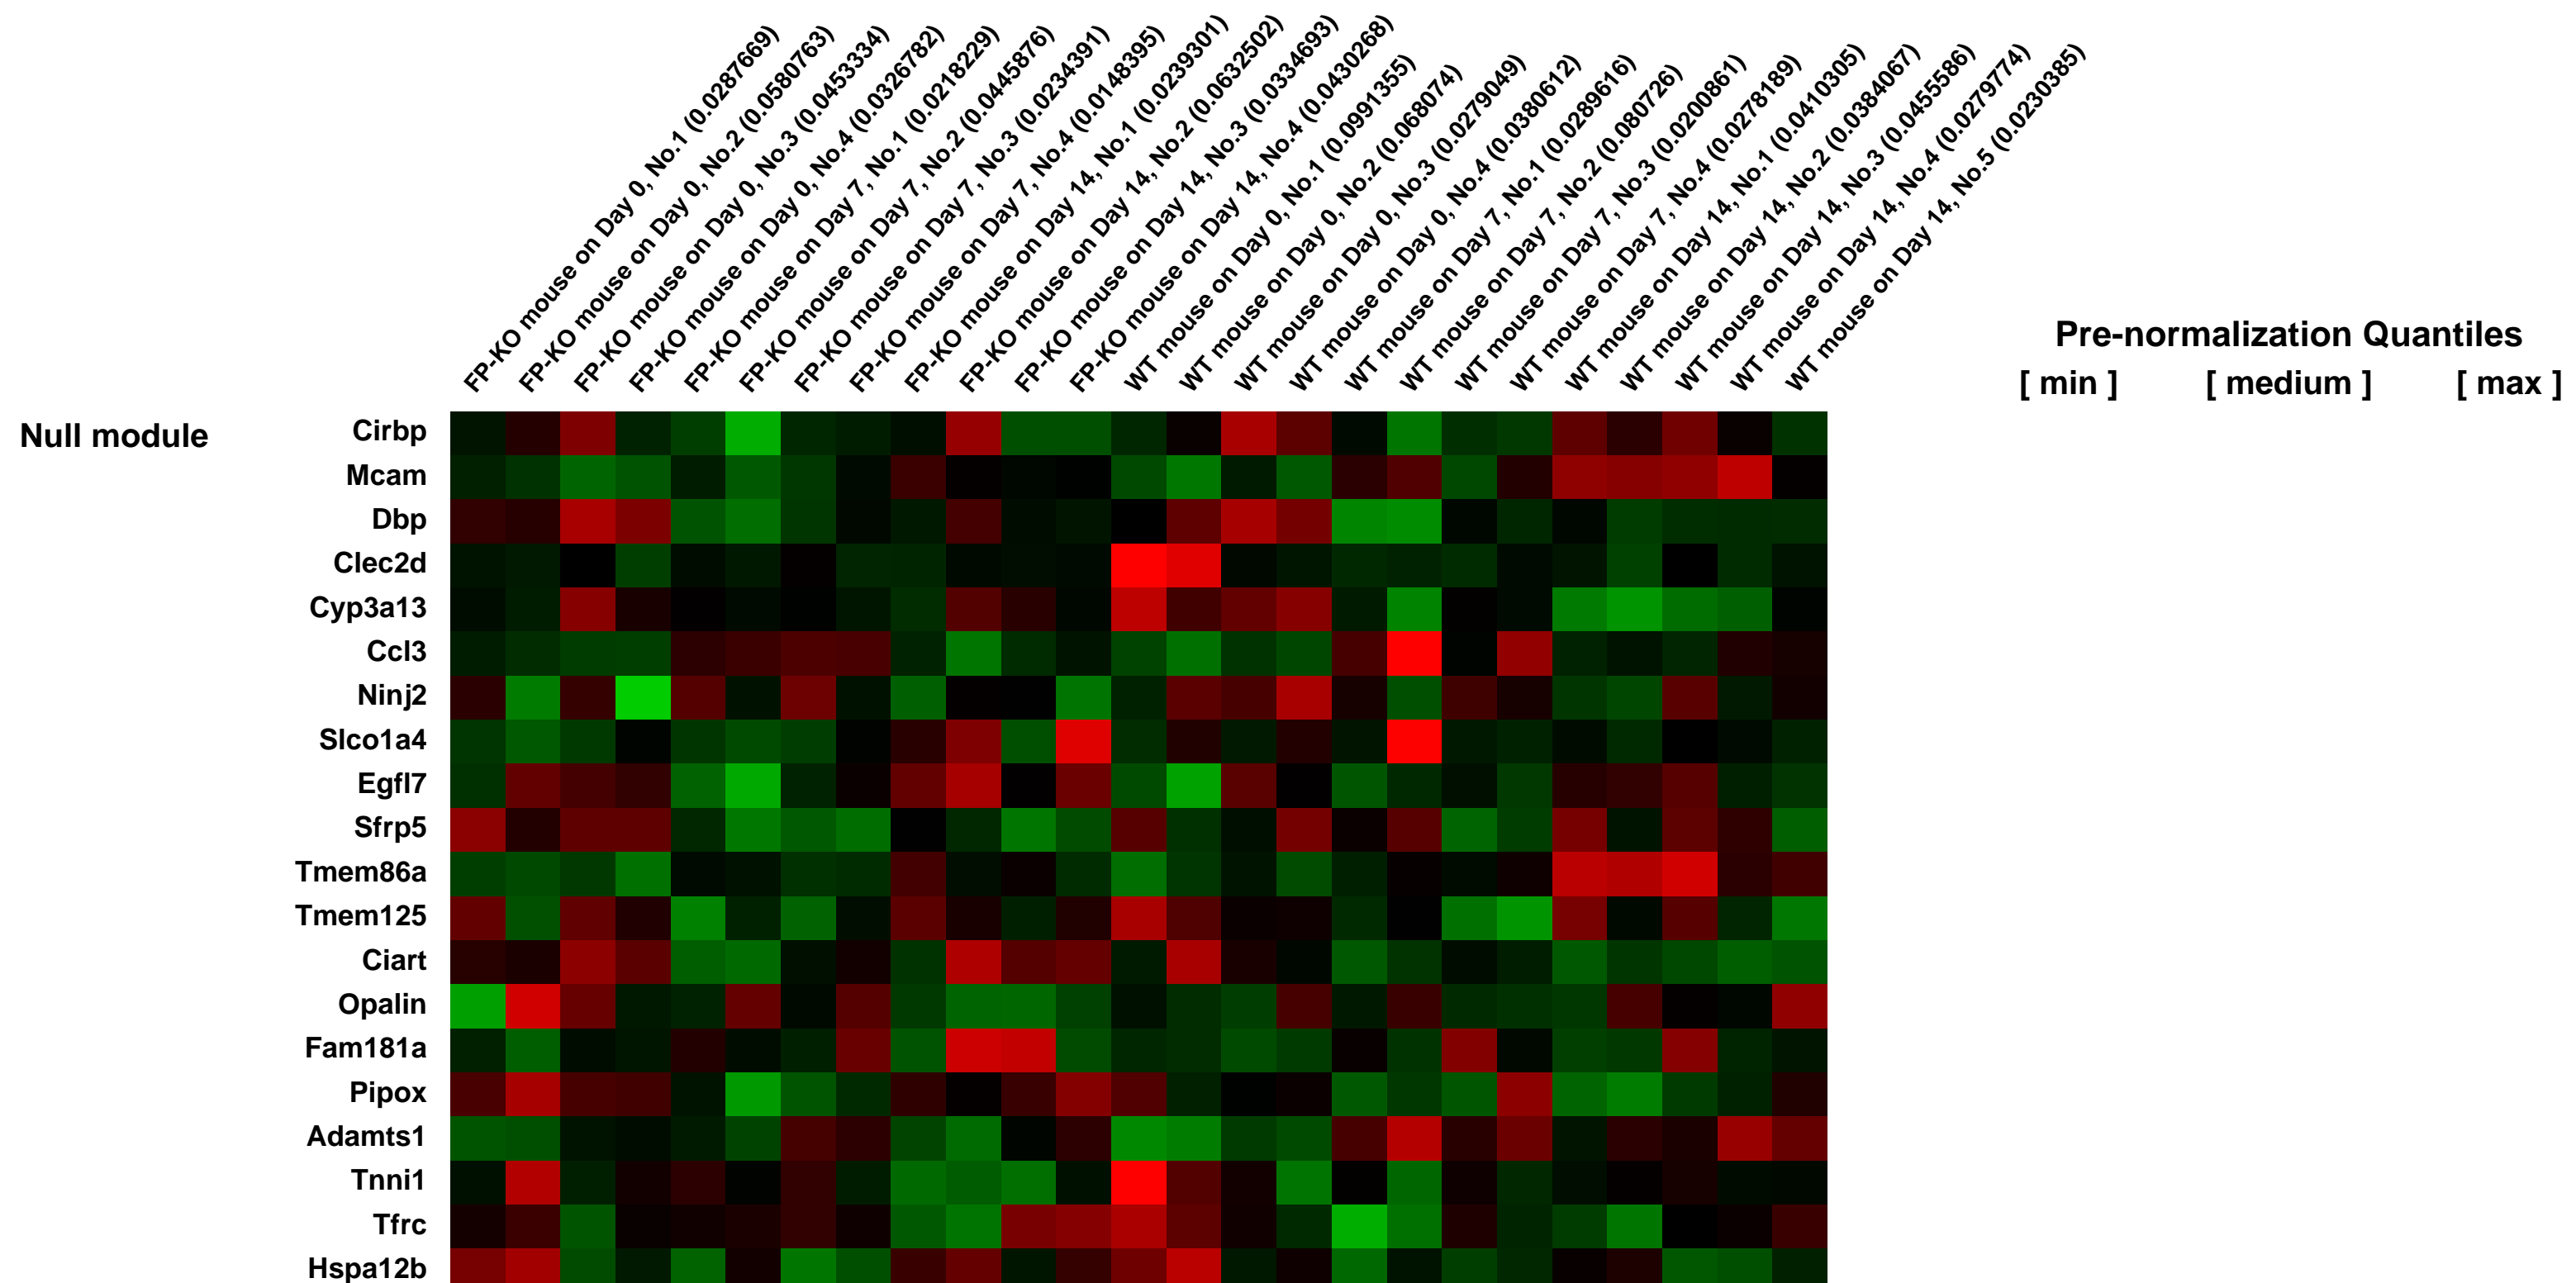 FP-KO mouse on Day 0, No.1 (0.0287669)
FP-KO mouse on Day 0, No.2 (0.0580763)
FP-KO mouse on Day 0, No.3 (0.0453334)
FP-KO mouse on Day 0, No.4 (0.0326782)
FP-KO mouse on Day 7, No.1 (0.0218229)
FP-KO mouse on Day 7, No.2 (0.0445876)
FP-KO mouse on Day 7, No.3 (0.0234391)
FP-KO mouse on Day 7, No.4 (0.0148395)
FP-KO mouse on Day 14, No.1 (0.0239301)
FP-KO mouse on Day 14, No.2 (0.0632502)
FP-KO mouse on Day 14, No.3 (0.0334693)
FP-KO mouse on Day 14, No.4 (0.0430268)
WT mouse on Day 0, No.1 (0.0991355)
WT mouse on Day 0, No.2 (0.068074)
WT mouse on Day 0, No.3 (0.0279049)
WT mouse on Day 0, No.4 (0.0380612)
WT mouse on Day 7, No.1 (0.0289616)
WT mouse on Day 7, No.2 (0.080726)
WT mouse on Day 7, No.3 (0.0200861)
WT mouse on Day 7, No.4 (0.0278189)
WT mouse on Day 14, No.1 (0.0410305)
WT mouse on Day 14, No.2 (0.0384067)
WT mouse on Day 14, No.3 (0.0455586)
WT mouse on Day 14, No.4 (0.0279774)
WT mouse on Day 14, No.5 (0.0230385)
Pre-normalization Quantiles
[ min ] [ medium ] [ max ]
Null module
Cirbp
Mcam
Dbp
Clec2d
Cyp3a13
Ccl3
Ninj2
Slco1a4
Egfl7
Sfrp5
Tmem86a
Tmem125
Ciart
Opalin
Fam181a
Pipox
Adamts1
Tnni1
Tfrc
Hspa12b